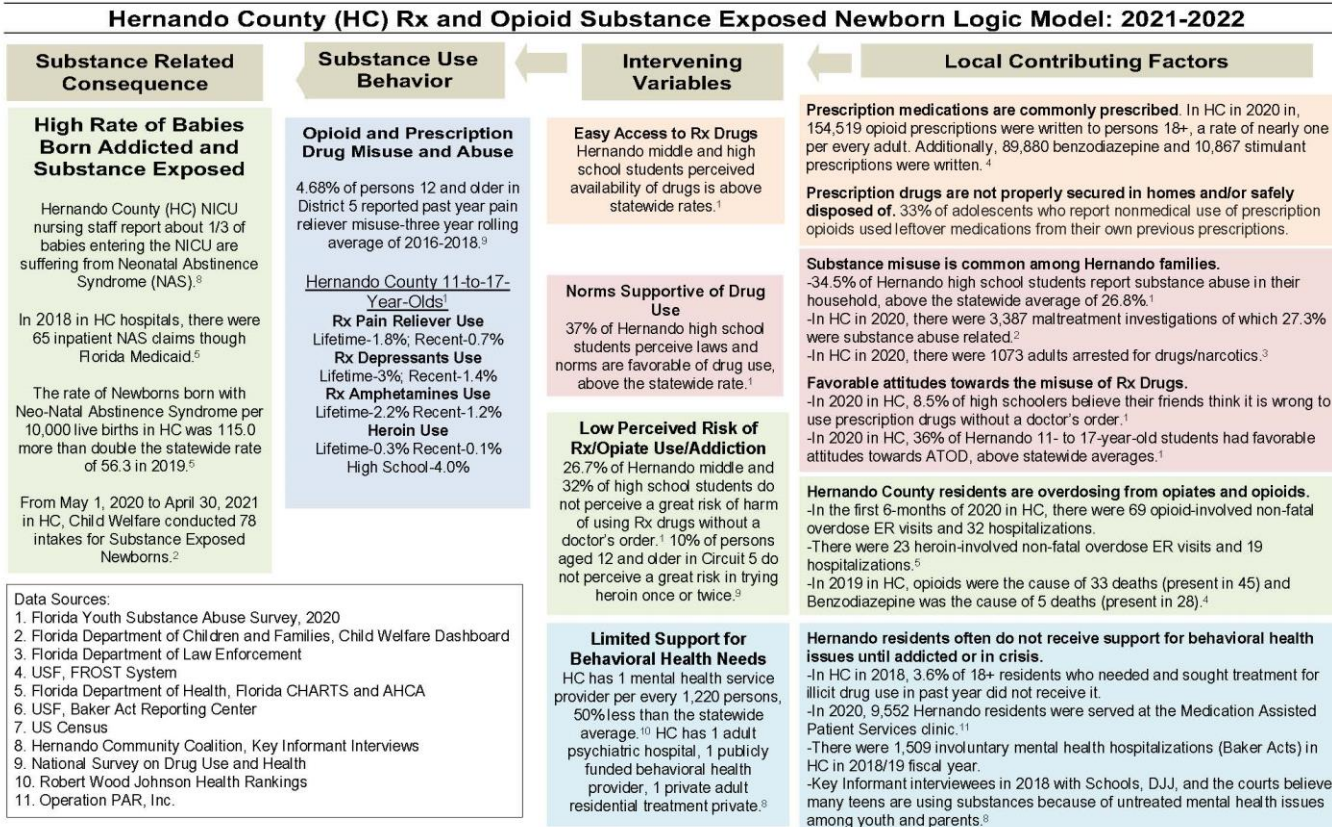 Hernando County (HC) Rx and Opioid Substance Exposed Newborn Logic Model: 2021-2022
Substance Related
Consequence
High Rate of Babies
Born Addicted and
Substance Exposed
Hernando County (HC) NICU
nursing staff report about 1/3 of
babies entering the NICU are
suffering from Neonatal Abstinence
Syndrome (NAS).⁸
In 2018 in HC hospitals, there were
65 inpatient NAS claims though
Florida Medicaid.⁵
The rate of Newborns born with
Neo-Natal Abstinence Syndrome per
10,000 live births in HC was 115.0
more than double the statewide rate
of 56.3 in 2019.⁵
From May 1, 2020 to April 30, 2021
in HC, Child Welfare conducted 78
intakes for Substance Exposed
Newborns.²
Substance Use
Behavior
Opioid and Prescription
Drug Misuse and Abuse
4.68% of persons 12 and older in
District 5 reported past year pain
reliever misuse-three year rolling
average of 2016-2018.⁹
Hernando County 11-to-17-
Year-Olds¹
Rx Pain Reliever Use
Lifetime-1.8%; Recent-0.7%
Rx Depressants Use
Lifetime-3%; Recent-1.4%
Rx Amphetamines Use
Lifetime-2.2% Recent-1.2%
Heroin Use
Lifetime-0.3% Recent-0.1%
High School-4.0%
Intervening
Variables
Easy Access to Rx Drugs
Hernando middle and high
school students perceived
availability of drugs is above
statewide rates.¹
Norms Supportive of Drug
Use
37% of Hernando high school
students perceive laws and
norms are favorable of drug use,
above the statewide rate.¹
Low Perceived Risk of
Rx/Opiate Use/Addiction
26.7% of Hernando middle and
32% of high school students do
not perceive a great risk of harm
of using Rx drugs without a
doctor's order.¹ 10% of persons
aged 12 and older in Circuit 5 do
not perceive a great risk in trying
heroin once or twice.⁹
Limited Support for
Behavioral Health Needs
HC has 1 mental health service
provider per every 1,220 persons,
50% less than the statewide
average.¹⁰ HC has 1 adult
psychiatric hospital, 1 publicly
funded behavioral health
provider, 1 private adult
residential treatment private.⁸
Local Contributing Factors
Prescription medications are commonly prescribed. In HC in 2020 in,
154,519 opioid prescriptions were written to persons 18+, a rate of nearly one
per every adult. Additionally, 89,880 benzodiazepine and 10,867 stimulant
prescriptions were written. ⁴
Prescription drugs are not properly secured in homes and/or safely
disposed of. 33% of adolescents who report nonmedical use of prescription
opioids used leftover medications from their own previous prescriptions.
Substance misuse is common among Hernando families.
-34.5% of Hernando high school students report substance abuse in their
household, above the statewide average of 26.8%.¹
-In HC in 2020, there were 3,387 maltreatment investigations of which 27.3%
were substance abuse related.²
-In HC in 2020, there were 1073 adults arrested for drugs/narcotics.³
Favorable attitudes towards the misuse of Rx Drugs.
-In 2020 in HC, 8.5% of high schoolers believe their friends think it is wrong to
use prescription drugs without a doctor's order.¹
-In 2020 in HC, 36% of Hernando 11- to 17-year-old students had favorable
attitudes towards ATOD, above statewide averages.¹
Hernando County residents are overdosing from opiates and opioids.
-In the first 6-months of 2020 in HC, there were 69 opioid-involved non-fatal
overdose ER visits and 32 hospitalizations.
-There were 23 heroin-involved non-fatal overdose ER visits and 19
hospitalizations.⁵
-In 2019 in HC, opioids were the cause of 33 deaths (present in 45) and
Benzodiazepine was the cause of 5 deaths (present in 28).⁴
Hernando residents often do not receive support for behavioral health
issues until addicted or in crisis.
-In HC in 2018, 3.6% of 18+ residents who needed and sought treatment for
illicit drug use in past year did not receive it.
-In 2020, 9,552 Hernando residents were served at the Medication Assisted
Patient Services clinic.¹¹
-There were 1,509 involuntary mental health hospitalizations (Baker Acts) in
HC in 2018/19 fiscal year.
-Key Informant interviewees in 2018 with Schools, DJJ, and the courts believe
many teens are using substances because of untreated mental health issues
among youth and parents.⁸
Data Sources:
1. Florida Youth Substance Abuse Survey, 2020
2. Florida Department of Children and Families, Child Welfare Dashboard
3. Florida Department of Law Enforcement
4. USF, FROST System
5. Florida Department of Health, Florida CHARTS and AHCA
6. USF, Baker Act Reporting Center
7. US Census
8. Hernando Community Coalition, Key Informant Interviews
9. National Survey on Drug Use and Health
10. Robert Wood Johnson Health Rankings
11. Operation PAR, Inc.